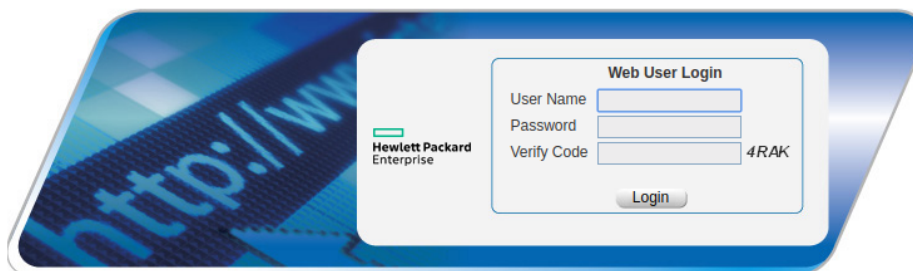 http://ww
Web User Login
User Name
Password
Hewlett Packard
Enterprise
Verify Code 4RAK
Login